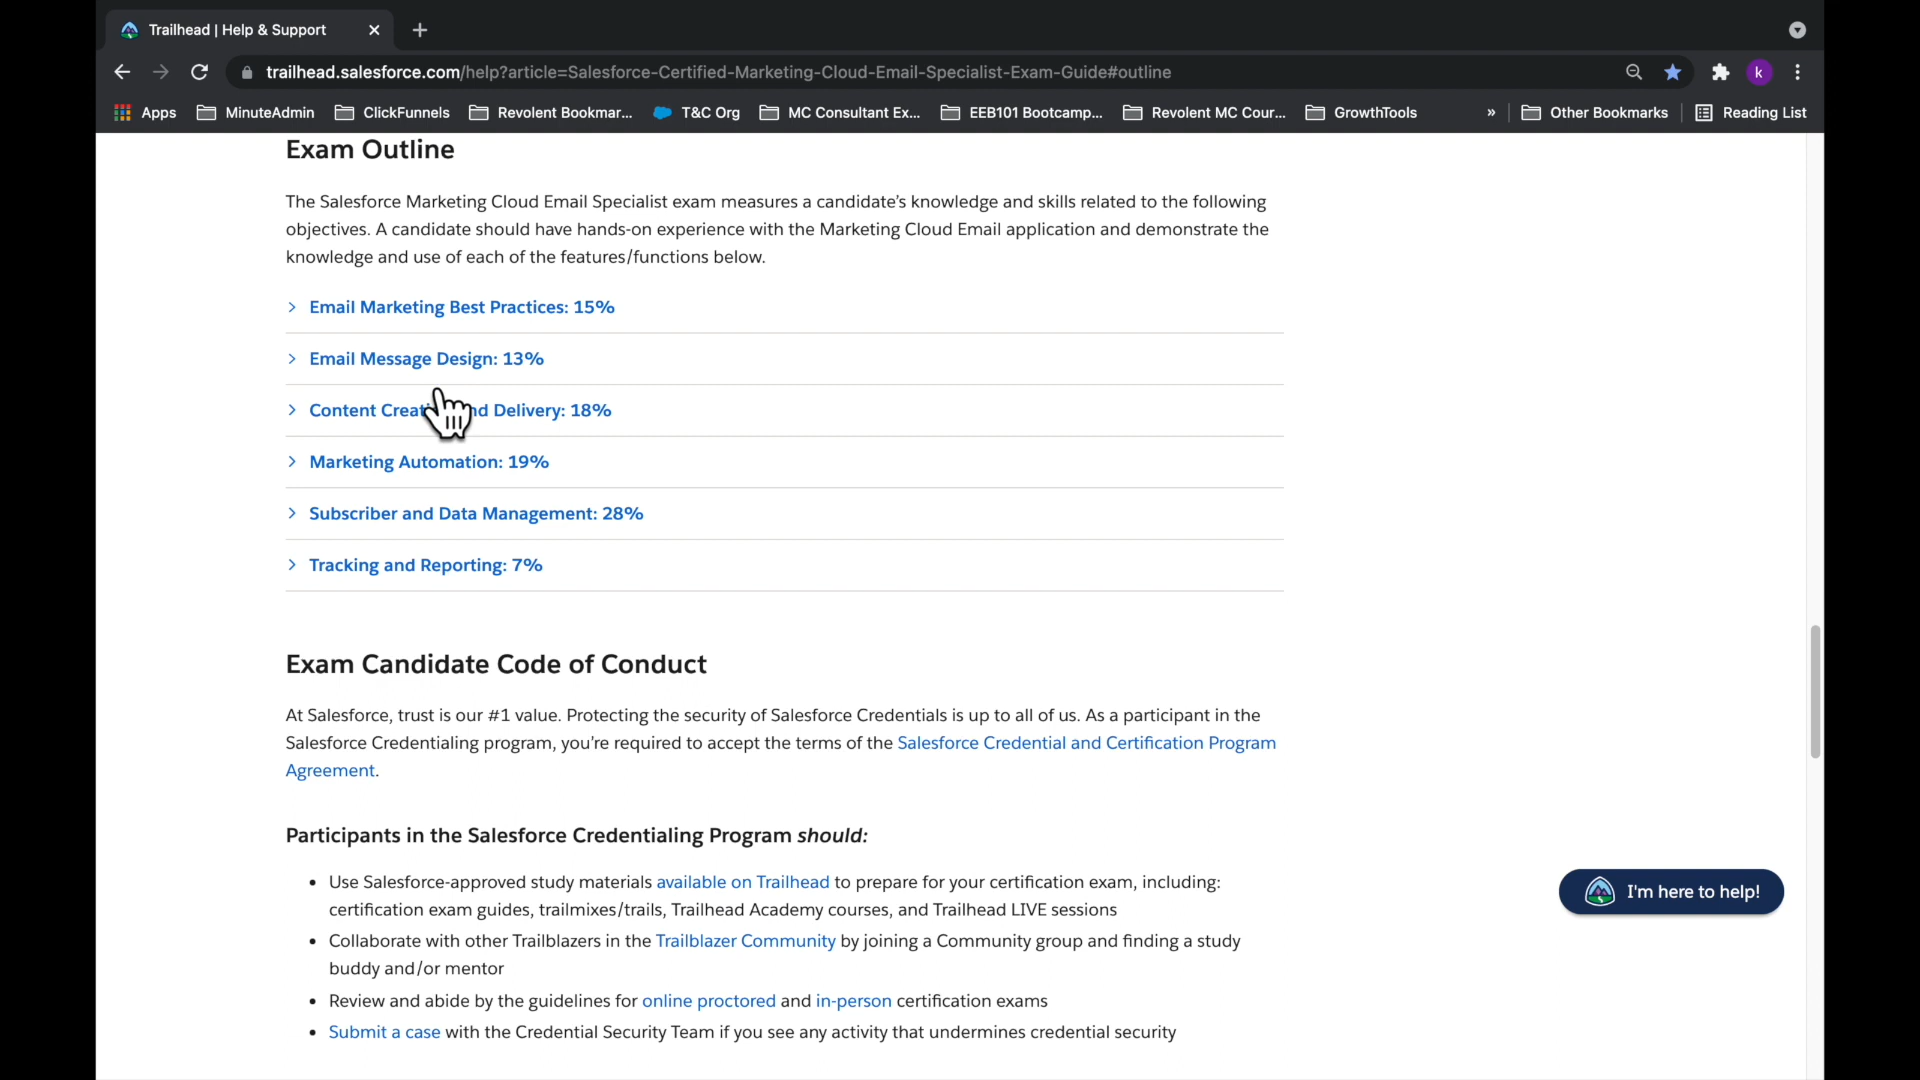 Trailhead | Help & Support
trailhead.salesforce.com/help?article=Salesforce-Certified-Marketing-Cloud-Email-Specialist-Exam-Guide#outline
k
Apps MinuteAdmin ClickFunnels Revolent Bookmar... T&C Org MC Consultant Ex... EEB101 Bootcamp... Revolent MC Cour... GrowthTools » Other Bookmarks Reading List
Exam Outline
The Salesforce Marketing Cloud Email Specialist exam measures a candidate's knowledge and skills related to the following
objectives. A candidate should have hands-on experience with the Marketing Cloud Email application and demonstrate the
knowledge and use of each of the features/functions below.
Email Marketing Best Practices: 15%
Email Message Design: 13%
Content Creati nd Delivery: 18%
Marketing Automation: 19%
Subscriber and Data Management: 28%
Tracking and Reporting: 7%
Exam Candidate Code of Conduct
At Salesforce, trust is our #1 value. Protecting the security of Salesforce Credentials is up to all of us. As a participant in the
Salesforce Credentialing program, you're required to accept the terms of the Salesforce Credential and Certification Program
Agreement.
Participants in the Salesforce Credentialing Program should:
• Use Salesforce-approved study materials available on Trailhead to prepare for your certification exam, including:
certification exam guides, trailmixes/trails, Trailhead Academy courses, and Trailhead LIVE sessions
• Collaborate with other Trailblazers in the Trailblazer Community by joining a Community group and finding a study
buddy and/or mentor
• Review and abide by the guidelines for online proctored and in-person certification exams
• Submit a case with the Credential Security Team if you see any activity that undermines credential security
I'm here to help!